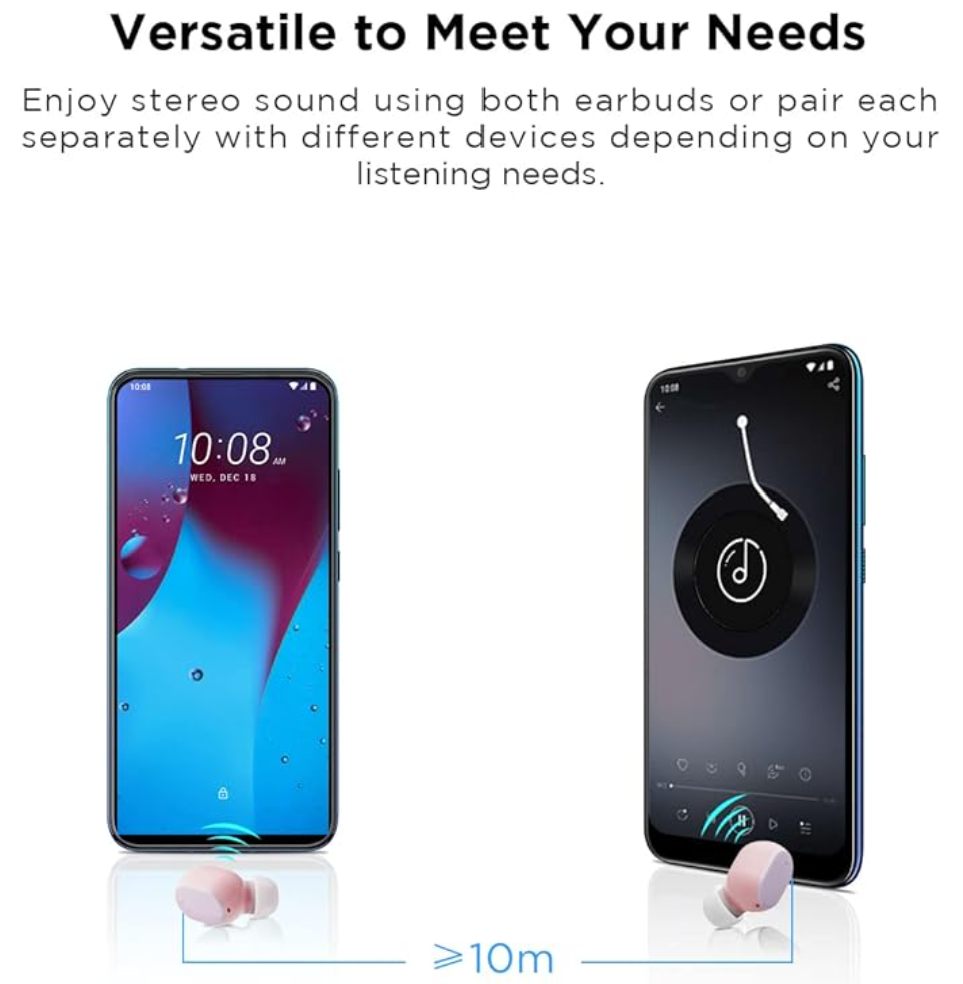 Versatile to Meet Your Needs
Enjoy stereo sound using both earbuds or pair each
separately with different devices depending on your
listening needs.
10:08
10:08 AM
WED, DEC 18
10:08
≥10m